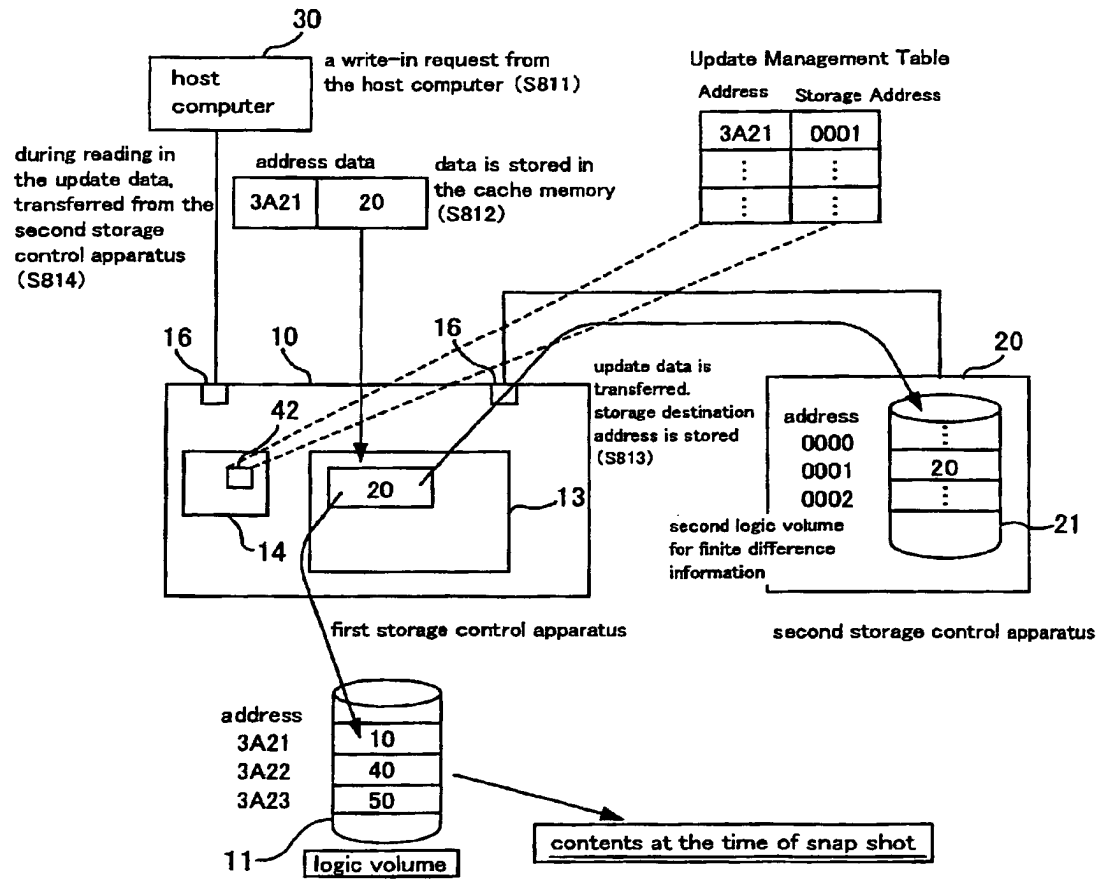 30
host
computer
a write-in request from
the host computer (S811)
Update Management Table
Address Storage Address
3A21 0001
⋮ ⋮
⋮ ⋮
during reading in
the update data,
transferred from the
second storage
control apparatus
(S814)
address data
3A21 20
data is stored in
the cache memory
(S812)
16
10
16
20
42
update data is
transferred.
storage destination
address is stored
(S813)
address
0000
0001
0002
⋮
20
⋮
20
13
14
21
second logic volume
for finite difference
information
first storage control apparatus
second storage control apparatus
address
3A21 10
3A22 40
3A23 50
11
logic volume
contents at the time of snap shot